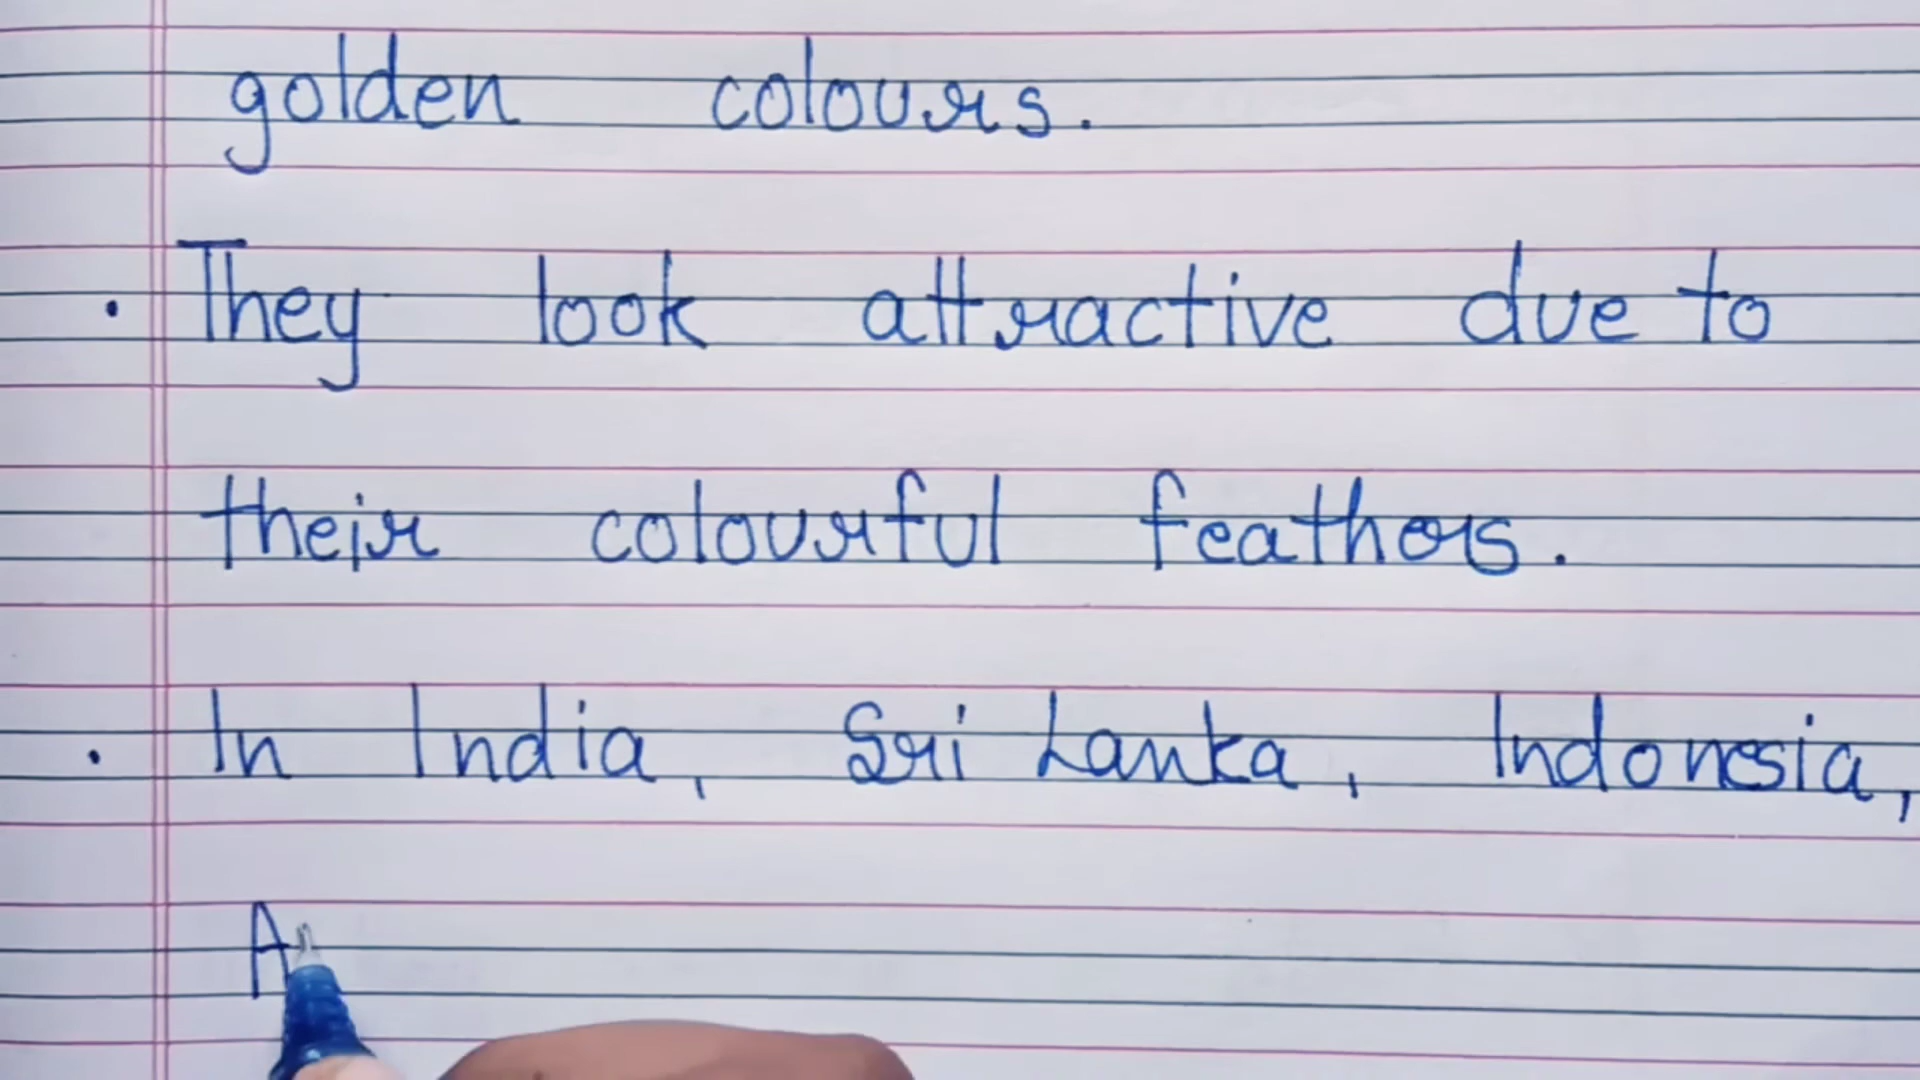 golden colours.
• They look attractive due to
their colourful feathers.
• In India, Sri Lanka, Indonesia,
A